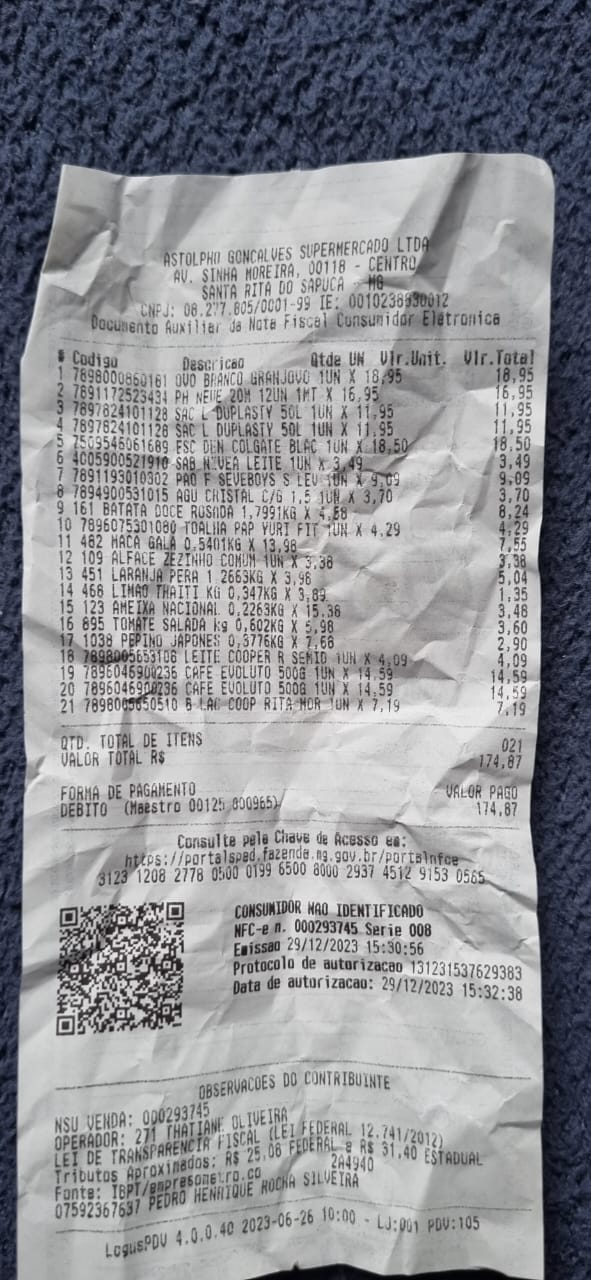 ASTOLPHO GONCALVES SUPERMERCADO LTDA
AV. SINHA MOREIRA, 00118 - CENTRO
SANTA RITA DO SAPUCA - MG
CNPJ: 08.277.805/0001-99 IE: 0010238930012
Documento Auxiliar da Nota Fiscal Consumidor Eletronica
# Codigo Descricao Qtde UN Vlr.Unit. Vlr.Total
1 7898000860161 OVO BRANCO GRANJOVO 1UN X 18,95 18,95
2 7891172523434 PH NEVE 20M 12UN 1MT X 16,95 16,95
3 7897824101128 SAC L DUPLASTY 50L 1UN X 11,95 11,95
4 7897824101128 SAC L DUPLASTY 50L 1UN X 11,95 11,95
5 7509546061689 ESC DEN COLGATE BLAC 1UN X 18,50 18,50
6 4005900521910 SAB NIVEA LEITE 1UN X 3,49 3,49
7 7891193010302 PAO F SEVEBOYS S LEV 1UN X 9,09 9,09
8 7894900531015 AGU CRISTAL C/G 1,5 1UN X 3,70 3,70
9 161 BATATA DOCE ROSADA 1,7991KG X 4,58 8,24
10 7896075301080 TOALHA PAP YURI FIT 1UN X 4,29 4,29
11 482 MACA GALA 0,5401KG X 13,98 7,55
12 109 ALFACE ZEZINHO COMUM 1UN X 3,38 3,38
13 451 LARANJA PERA 1,2663KG X 3,98 5,04
14 468 LIMAO THAITI KG 0,347KG X 3,89 1,35
15 123 AMEIXA NACIONAL 0,2263KG X 15,38 3,48
16 895 TOMATE SALADA kg 0,602KG X 5,98 3,60
17 1038 PEPINO JAPONES 0,3776KG X 7,68 2,90
18 7898005653106 LEITE COOPER R SEMID 1UN X 4,09 4,09
19 7896046900236 CAFE EVOLUTO 500G 1UN X 14,59 14,59
20 7896046900236 CAFE EVOLUTO 500G 1UN X 14,59 14,59
21 7898005650510 B LAC COOP RITA MOR 1UN X 7,19 7,19
QTD. TOTAL DE ITENS 021
VALOR TOTAL R$ 174,87
FORMA DE PAGAMENTO VALOR PAGO
DEBITO (Maestro 00125 800965) 174,87
Consulte pela Chave de Acesso em:
https://portalsped.fazenda.mg.gov.br/portalnfce
3123 1208 2778 0500 0199 6500 8000 2937 4512 9153 0565
CONSUMIDOR NAO IDENTIFICADO
NFC-e n. 000293745 Serie 008
Emissao 29/12/2023 15:30:56
Protocolo de autorizacao 131231537629383
Data de autorizacao: 29/12/2023 15:32:38
OBSERVACOES DO CONTRIBUINTE
NSU VENDA: 000293745
OPERADOR: 271 THATIANE OLIVEIRA
LEI DE TRANSPARENCIA FISCAL (LEI FEDERAL 12.741/2012)
Tributos Aproximados: R$ 25.08 FEDERAL e R$ 31.40 ESTADUAL
Fonte: IBPT/empresometro.co 2A4940
07592367637 PEDRO HENRIQUE ROCHA SILVEIRA
LogusPDV 4.0.0.40 2023-06-26 10:00 - LJ:001 PDV:105